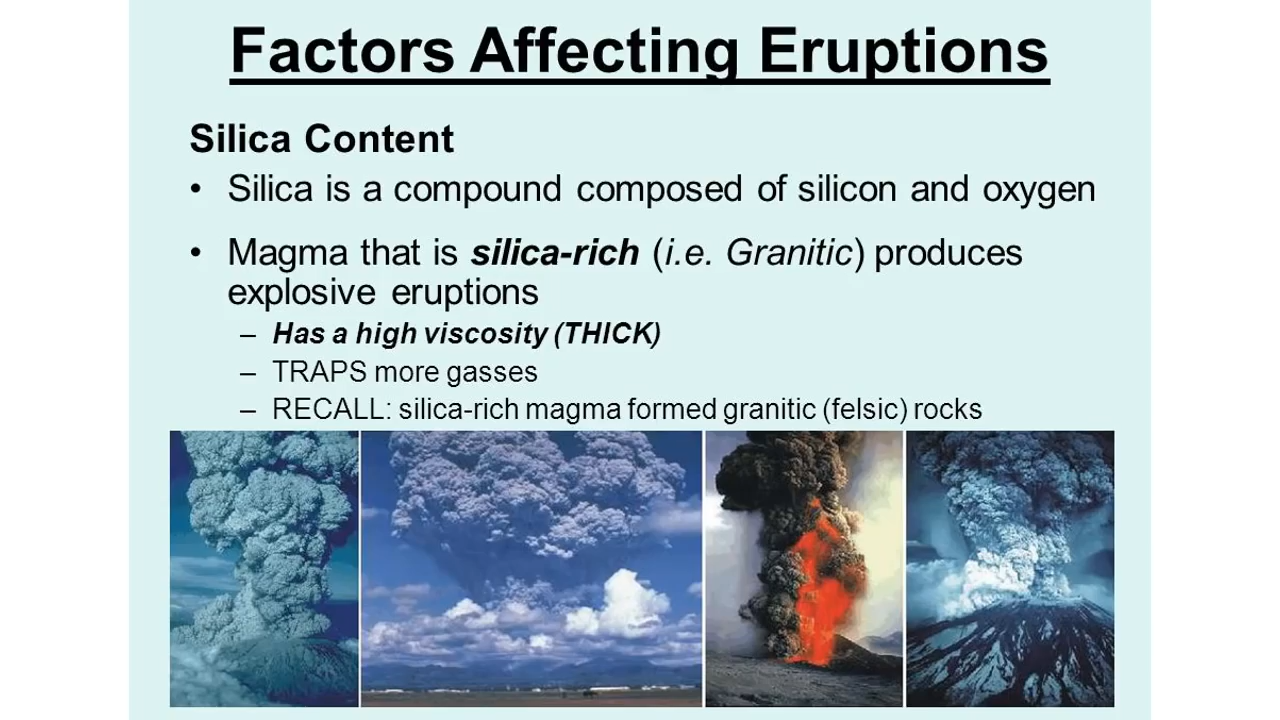 Factors Affecting Eruptions
Silica Content
• Silica is a compound composed of silicon and oxygen
• Magma that is silica-rich (i.e. Granitic) produces
explosive eruptions
– Has a high viscosity (THICK)
– TRAPS more gasses
– RECALL: silica-rich magma formed granitic (felsic) rocks